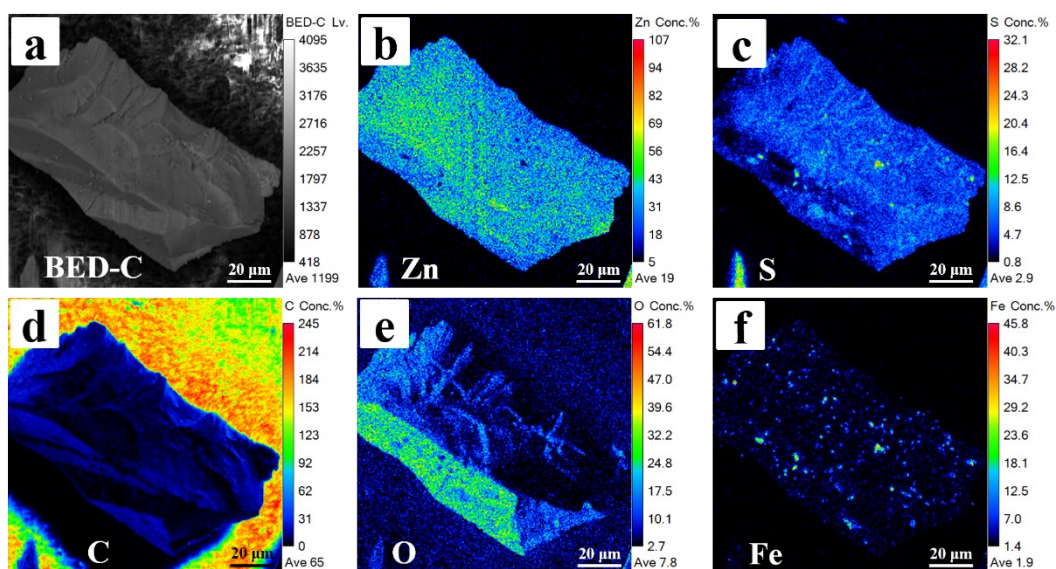 a
BED-C Lv.
4095
3635
3176
2716
2257
1797
1337
878
418
Ave 1199
BED-C
20 μm
b
Zn Conc.%
107
94
81
69
56
43
31
18
5
Ave 19
Zn
20 μm
c
S Conc.%
32.1
28.2
24.3
20.4
16.4
12.5
8.6
4.7
0.8
Ave 2.9
S
20 μm
d
C Conc.%
245
214
184
153
123
92
61
31
0
Ave 65
C
20 μm
e
O Conc.%
61.8
54.4
47.0
39.6
32.2
24.8
17.5
10.1
2.7
Ave 7.8
O
20 μm
f
Fe Conc.%
45.8
40.3
34.7
29.2
23.6
18.1
12.5
7.0
1.4
Ave 1.9
Fe
20 μm